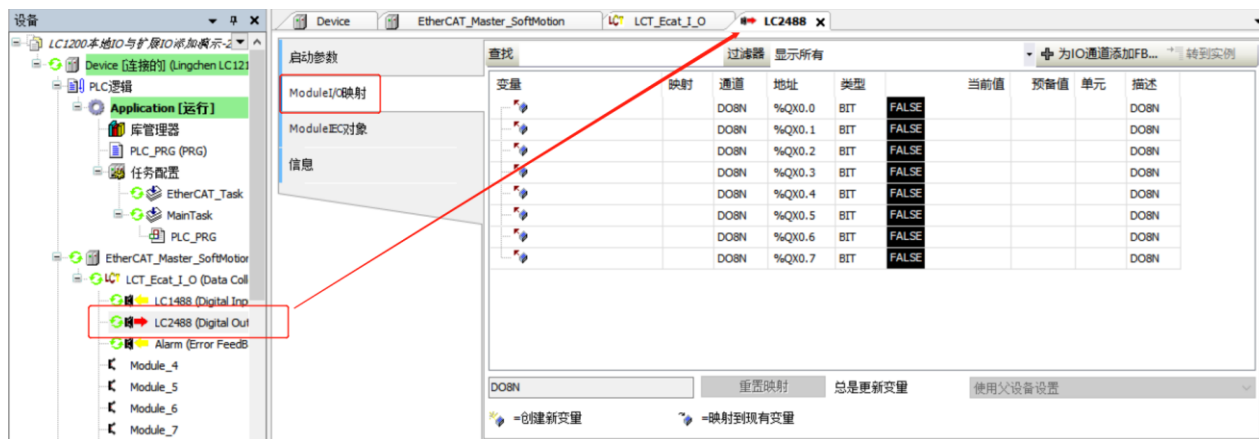 设备
Device
EtherCAT_Master_SoftMotion
LCT_Ecat_I_O
LC2488
LC1200本地IO与扩展IO添加演示-2
Device [连接的] (Lingchen LC121
PLC逻辑
Application [运行]
库管理器
PLC_PRG (PRG)
任务配置
EtherCAT_Task
MainTask
PLC_PRG
EtherCAT_Master_SoftMotion
LCT_Ecat_I_O (Data Coll
LC1488 (Digital Inp
LC2488 (Digital Out
Alarm (Error FeedB
Module_4
Module_5
Module_6
Module_7
启动参数
ModuleI/O映射
ModuleIEC对象
信息
查找 过滤器 显示所有 为IO通道添加FB... 转到实例
变量 映射 通道 地址 类型 当前值 预备值 单元 描述
DO8N %QX0.0 BIT FALSE DO8N
DO8N %QX0.1 BIT FALSE DO8N
DO8N %QX0.2 BIT FALSE DO8N
DO8N %QX0.3 BIT FALSE DO8N
DO8N %QX0.4 BIT FALSE DO8N
DO8N %QX0.5 BIT FALSE DO8N
DO8N %QX0.6 BIT FALSE DO8N
DO8N %QX0.7 BIT FALSE DO8N
DO8N 重置映射 总是更新变量 使用父设备设置
=创建新变量 =映射到现有变量